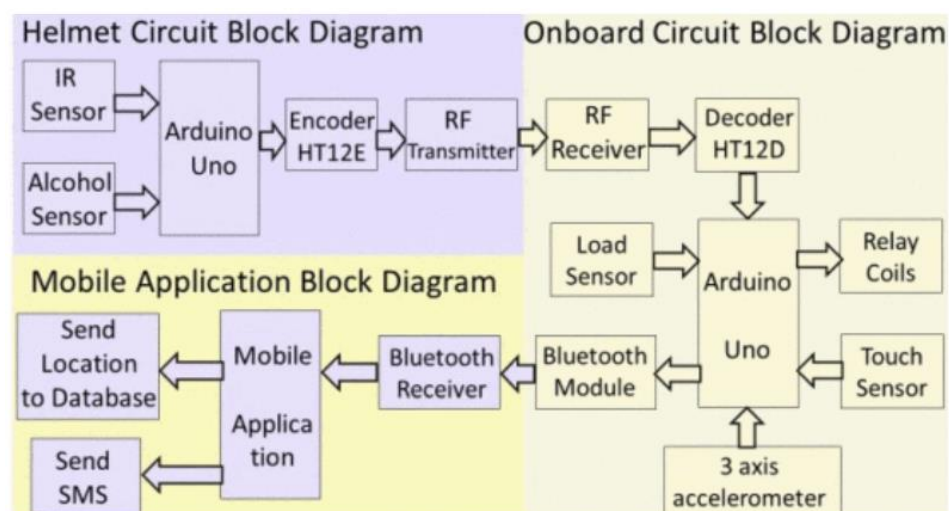 Helmet Circuit Block Diagram
IR
Sensor
Alcohol
Sensor
Arduino
Uno
Encoder
HT12E
RF
Transmitter
Onboard Circuit Block Diagram
RF
Receiver
Decoder
HT12D
Load
Sensor
Arduino
Uno
Relay
Coils
Touch
Sensor
3 axis
accelerometer
Bluetooth
Module
Mobile Application Block Diagram
Bluetooth
Receiver
Mobile
Applica
tion
Send
Location
to Database
Send
SMS